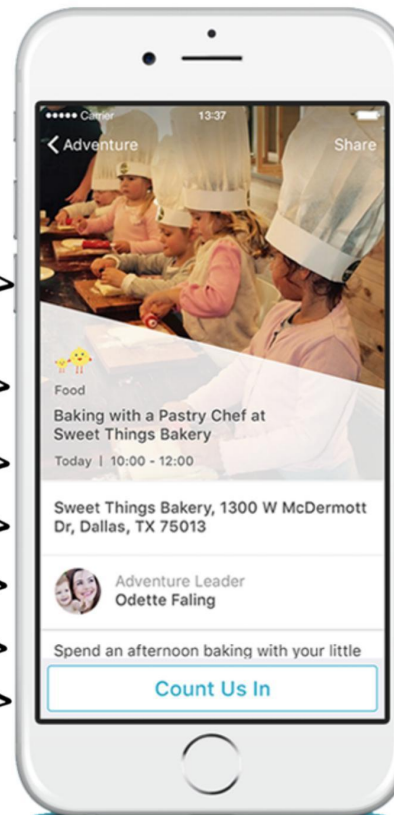 Carrier 13:37
Adventure Share
Food
Baking with a Pastry Chef at
Sweet Things Bakery
Today | 10:00 - 12:00
Sweet Things Bakery, 1300 W McDermott
Dr, Dallas, TX 75013
Adventure Leader
Odette Faling
Spend an afternoon baking with your little
Count Us In